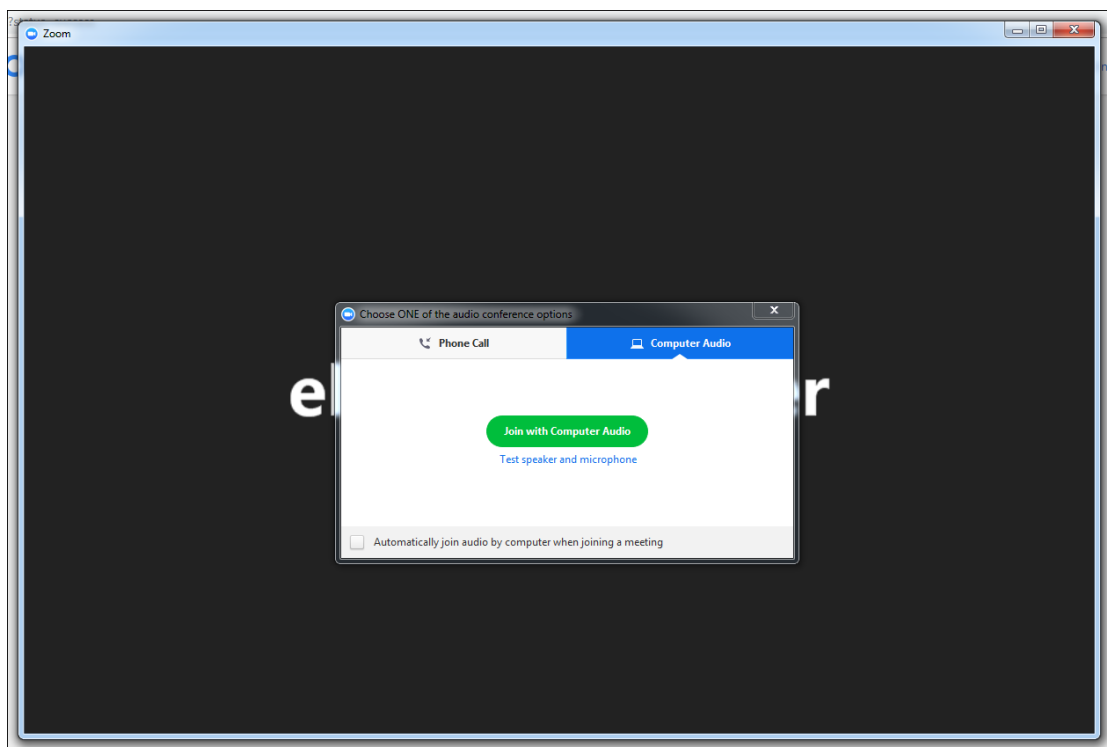 Zoom
Choose ONE of the audio conference options
Phone Call
Computer Audio
Join with Computer Audio
Test speaker and microphone
Automatically join audio by computer when joining a meeting